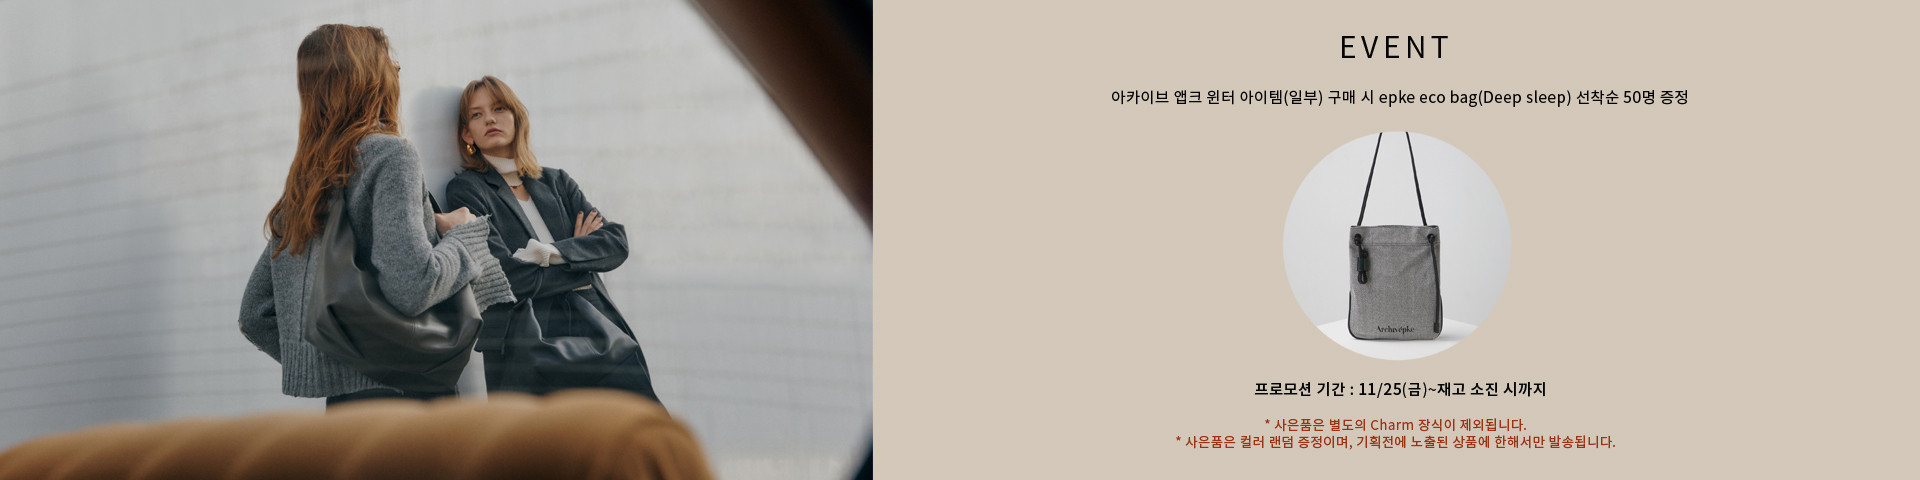 EVENT
아카이브 앱크 윈터 아이템(일부) 구매 시 epke eco bag(Deep sleep) 선착순 50명 증정
Archivépke
프로모션 기간 : 11/25(금)~재고 소진 시까지
* 사은품은 별도의 Charm 장식이 제외됩니다.
* 사은품은 컬러 랜덤 증정이며, 기획전에 노출된 상품에 한해서만 발송됩니다.